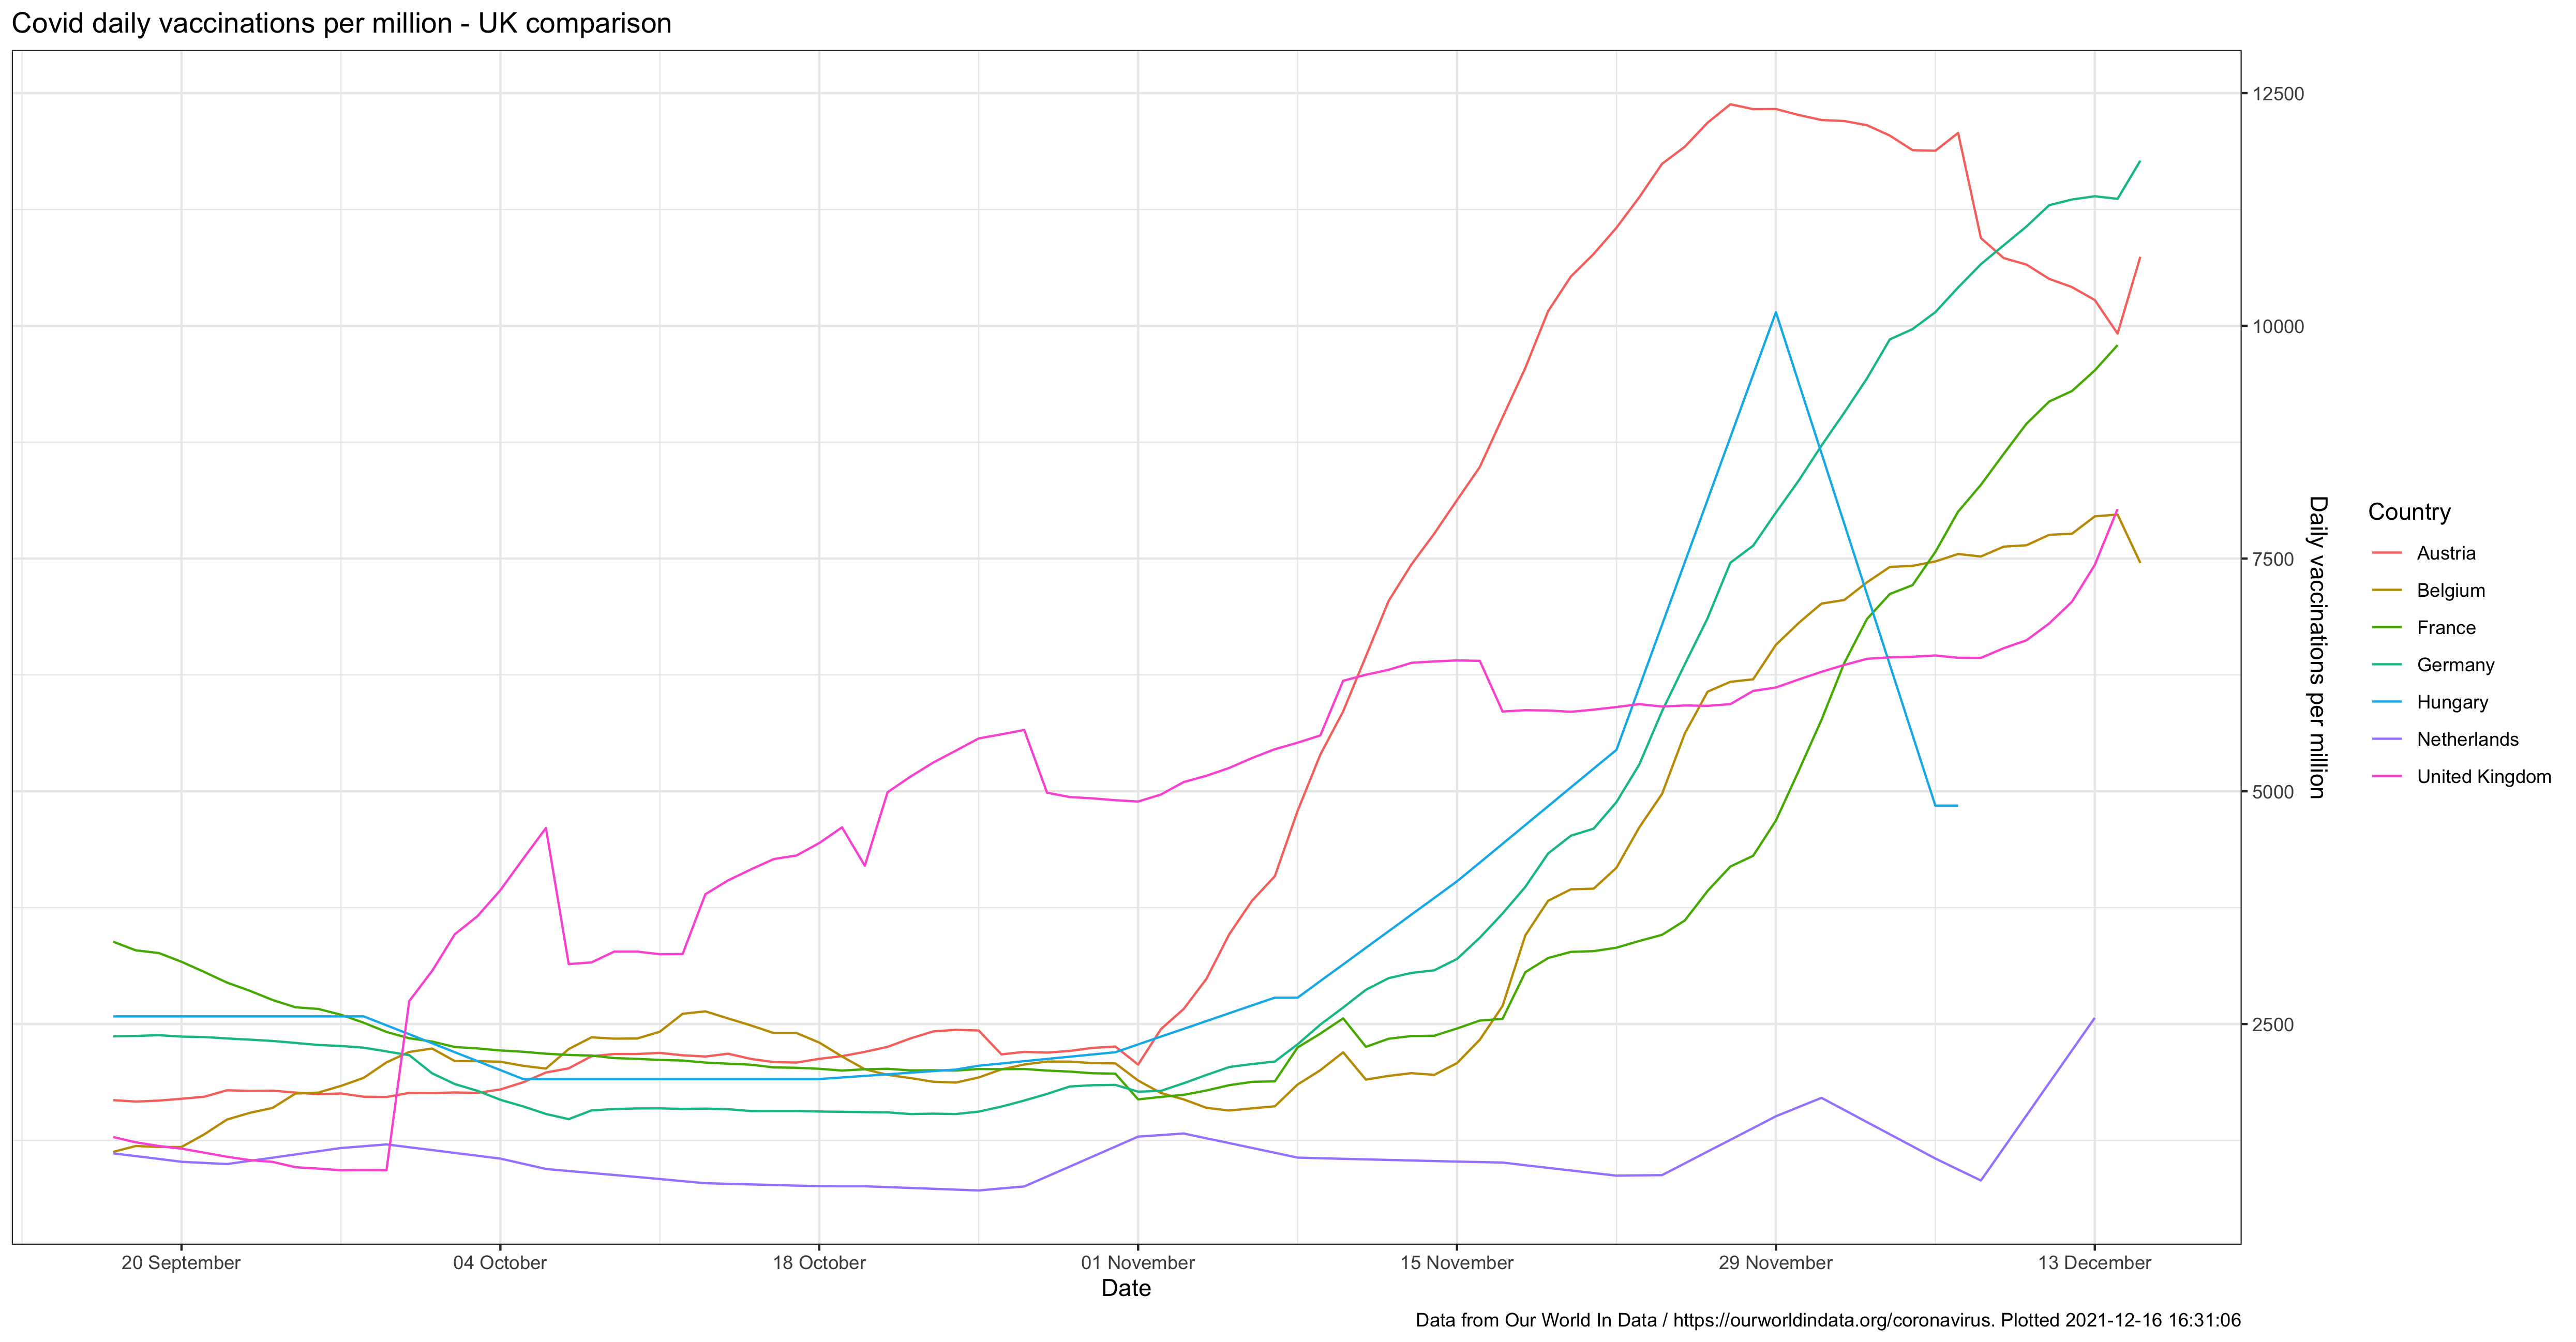 Covid daily vaccinations per million - UK comparison
12500
10000
7500
5000
2500
Daily vaccinations per million
Country
Austria
Belgium
France
Germany
Hungary
Netherlands
United Kingdom
20 September
04 October
18 October
01 November
15 November
29 November
13 December
Date
Data from Our World In Data / https://ourworldindata.org/coronavirus. Plotted 2021-12-16 16:31:06